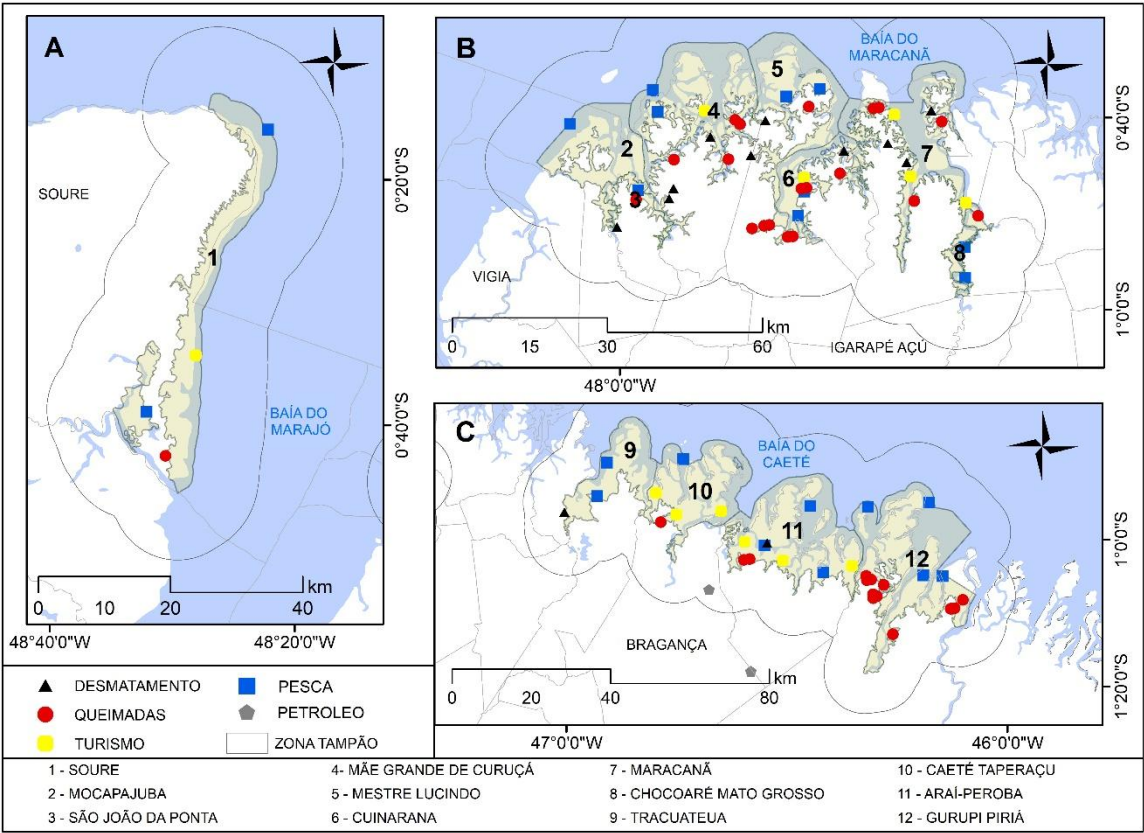 A
SOURE
1
BAÍA DO
MARAJÓ
0°20'0"S
0°40'0"S
km
0 20 40
48°40'0"W 48°20'0"W
B
BAÍA DO
MARACANÃ
5
4
2
7
6
3
8
VIGIA
km
0 15 30 60
IGARAPÉ AÇÚ
48°0'0"W
0°40'0"S
1°0'0"S
C
BAÍA DO
CAETÉ
9
10
11
12
BRAGANÇA
km
0 20 40 80
47°0'0"W 46°0'0"W
1°0'0"S
1°20'0"S
DESMATAMENTO PESCA
QUEIMADAS PETROLEO
TURISMO ZONA TAMPÃO
1 - SOURE 4- MÃE GRANDE DE CURUÇÁ 7 - MARACANÃ 10 - CAETÉ TAPERAÇU
2 - MOCAPAJUBA 5 - MESTRE LUCINDO 8 - CHOCOARÉ MATO GROSSO 11 - ARAÍ-PEROBA
3 - SÃO JOÃO DA PONTA 6 - CUINARANA 9 - TRACUATEUA 12 - GURUPI PIRIÁ